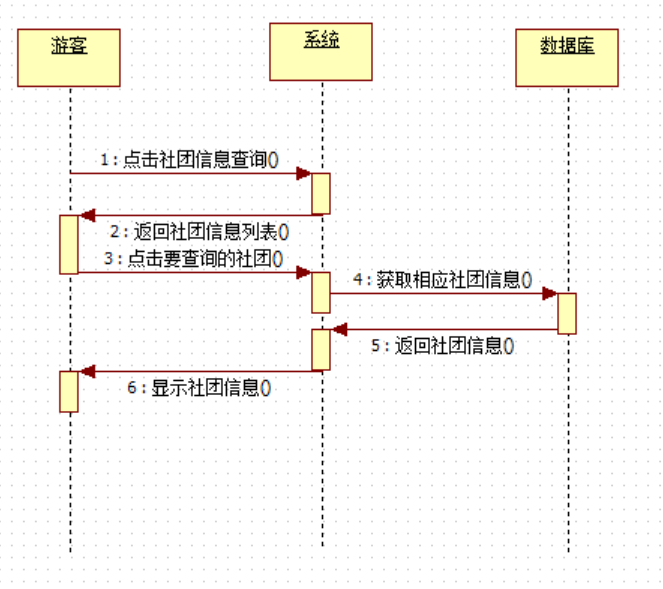 游客
系统
数据库
1：点击社团信息查询()
2：返回社团信息列表()
3：点击要查询的社团()
4：获取相应社团信息()
5：返回社团信息()
6：显示社团信息()